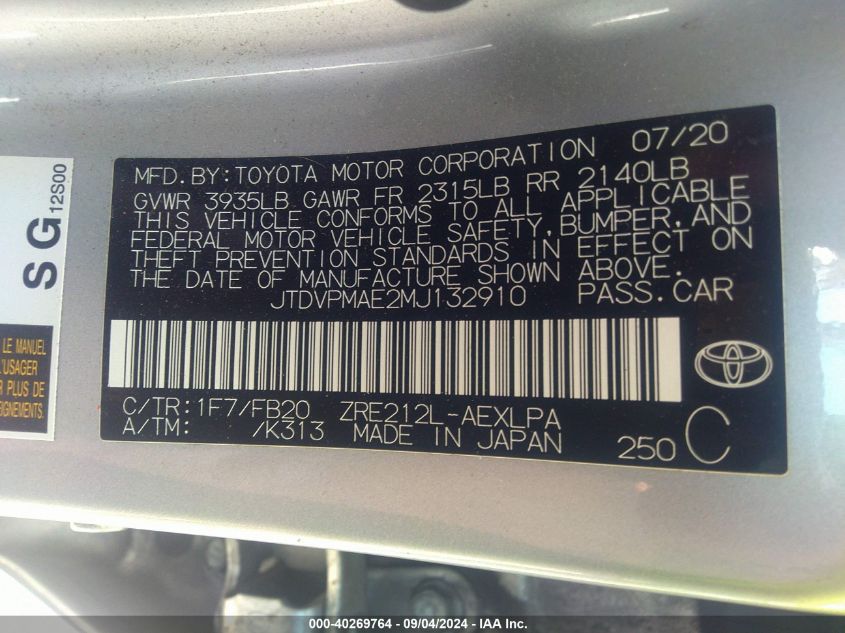 SG 12S00
LE MANUEL
L'USAGER
PLUS DE
MFD. BY: TOYOTA MOTOR CORPORATION 07/20
GVWR 3935LB GAWR FR 2315LB RR 2140LB
THIS VEHICLE CONFORMS TO ALL APPLICABLE
FEDERAL MOTOR VEHICLE SAFETY, BUMPER, AND
THEFT PREVENTION STANDARDS IN EFFECT ON
THE DATE OF MANUFACTURE SHOWN ABOVE.
JTDVPMAE2MJ132910 PASS. CAR
C/TR: 1F7/FB20 ZRE212L-AEXLPA
A/TM: /K313 MADE IN JAPAN 250 C
000-40269764 - 09/04/2024 - IAA Inc.